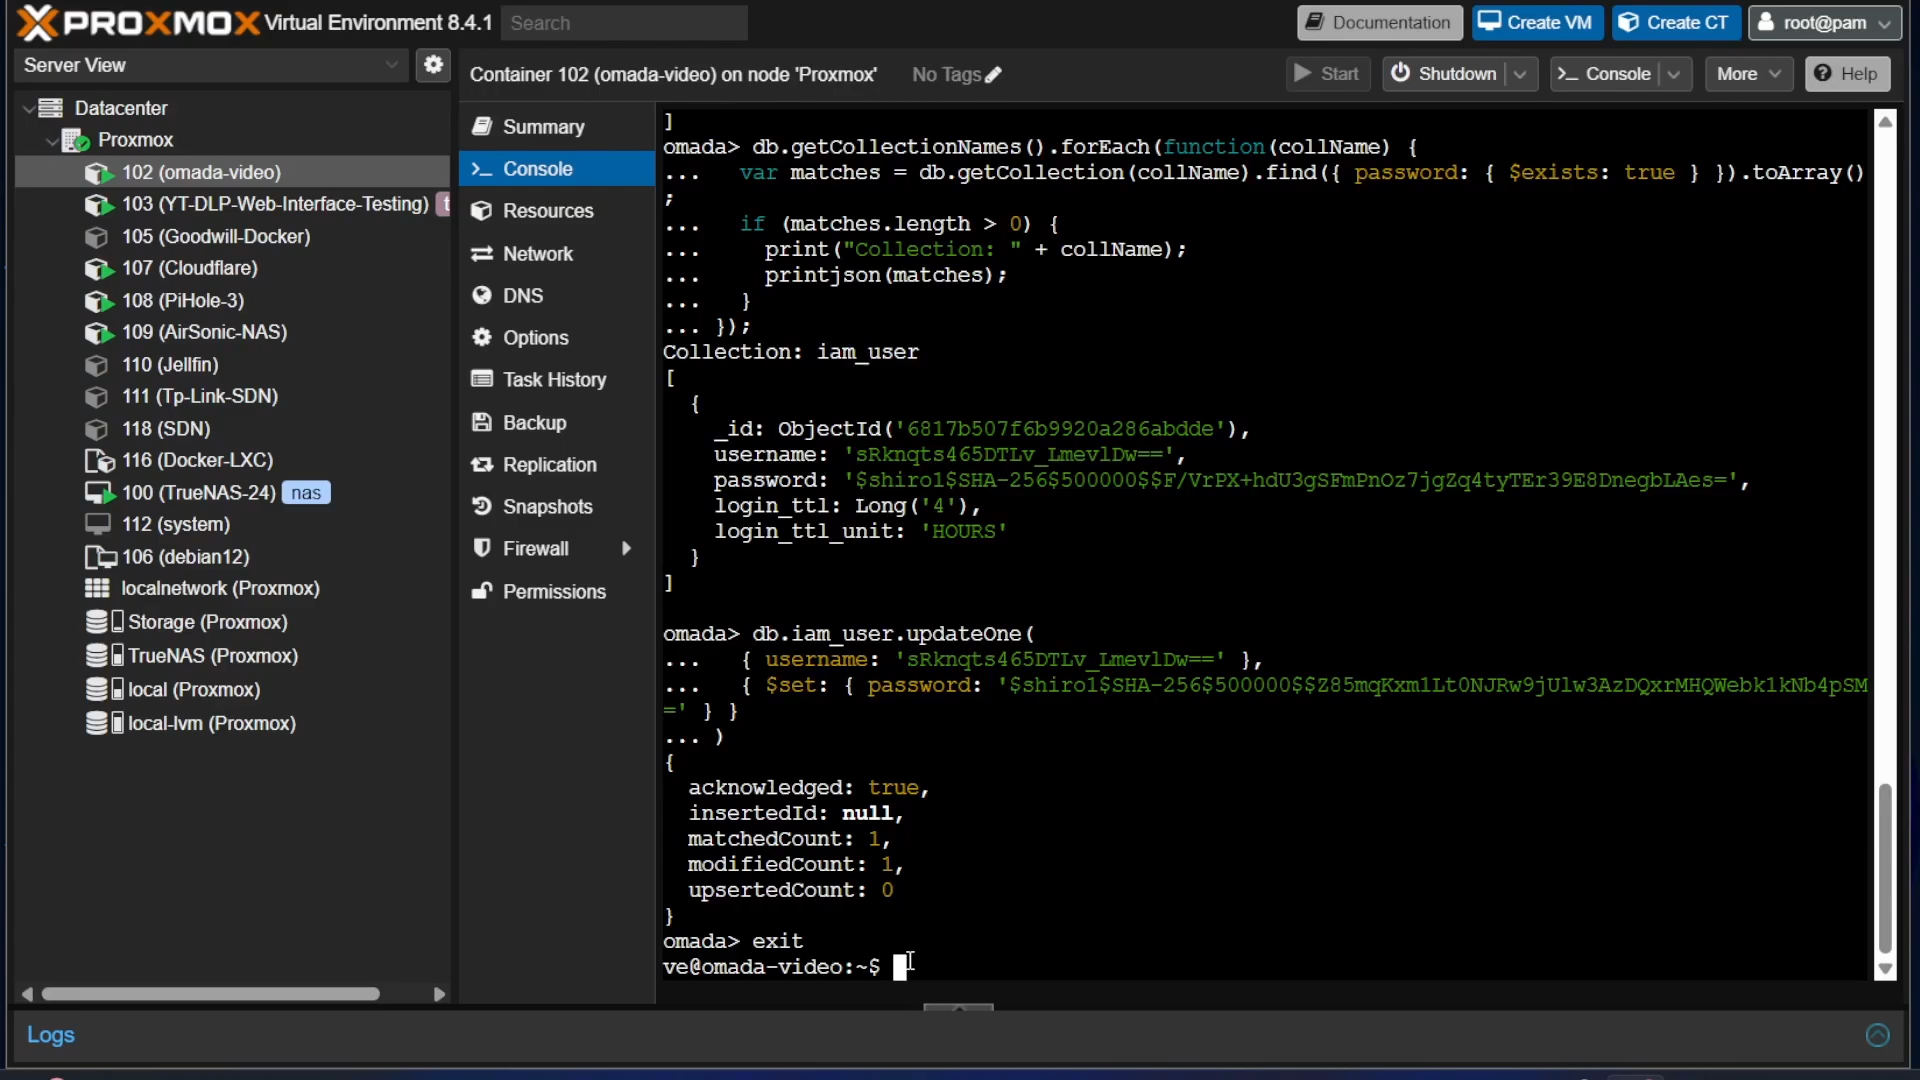 PROXMOX Virtual Environment 8.4.1 Search Documentation Create VM Create CT root@pam
Server View
Datacenter
Proxmox
102 (omada-video)
103 (YT-DLP-Web-Interface-Testing) t
105 (Goodwill-Docker)
107 (Cloudflare)
108 (PiHole-3)
109 (AirSonic-NAS)
110 (Jellfin)
111 (Tp-Link-SDN)
118 (SDN)
116 (Docker-LXC)
100 (TrueNAS-24) nas
112 (system)
106 (debian12)
localnetwork (Proxmox)
Storage (Proxmox)
TrueNAS (Proxmox)
local (Proxmox)
local-lvm (Proxmox)
Container 102 (omada-video) on node 'Proxmox' No Tags Start Shutdown Console More Help
Summary
Console
Resources
Network
DNS
Options
Task History
Backup
Replication
Snapshots
Firewall
Permissions
]
omada> db.getCollectionNames().forEach(function(collName) {
...   var matches = db.getCollection(collName).find({ password: { $exists: true } }).toArray()
;
...   if (matches.length > 0) {
...     print("Collection: " + collName);
...     printjson(matches);
...   }
... });
Collection: iam_user
[
  {
    _id: ObjectId('6817b507f6b9920a286abdde'),
    username: 'sRknqts465DTLv_LmevlDw==',
    password: '$shiro1$SHA-256$500000$$F/VrPX+hdU3gSFmPnOz7jgZq4tyTEr39E8DnegbLAes=',
    login_ttl: Long('4'),
    login_ttl_unit: 'HOURS'
  }
]
omada> db.iam_user.updateOne(
...   { username: 'sRknqts465DTLv_LmevlDw==' },
...   { $set: { password: '$shiro1$SHA-256$500000$$Z85mqKxm1Lt0NJRw9jUlw3AzDQxrMHQWebk1kNb4pSM
=' } }
... )
{
  acknowledged: true,
  insertedId: null,
  matchedCount: 1,
  modifiedCount: 1,
  upsertedCount: 0
}
omada> exit
ve@omada-video:~$
Logs